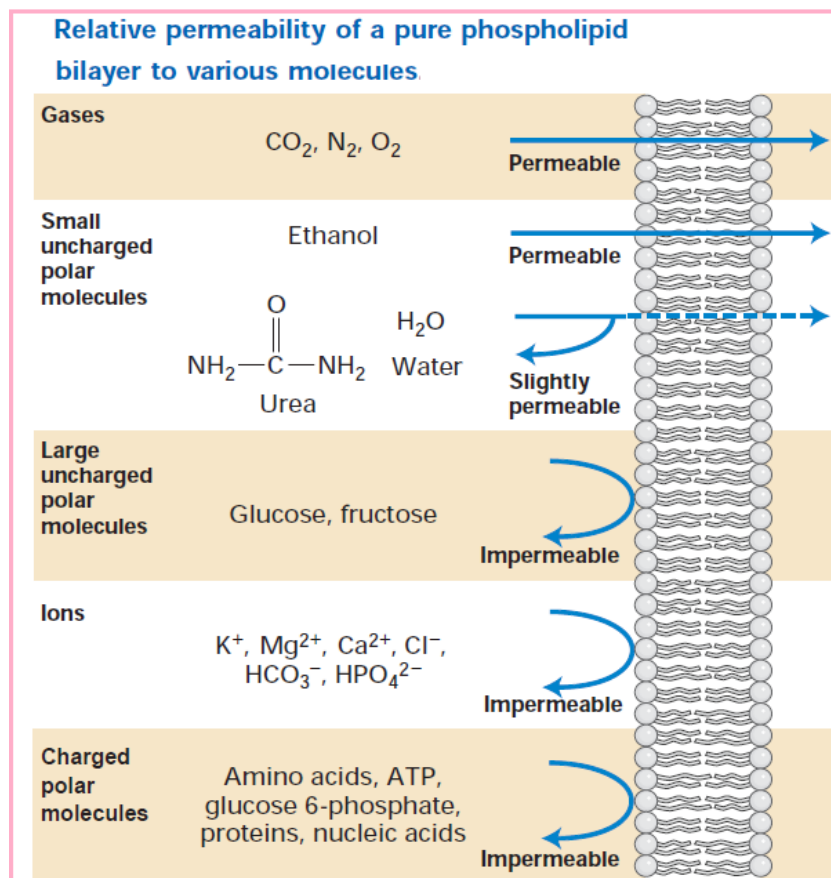 Relative permeability of a pure phospholipid
bilayer to various molecules.
Gases
CO₂, N₂, O₂
Permeable
Small
uncharged
polar
molecules
Ethanol
Permeable
O
NH₂—C—NH₂
Urea
H₂O
Water
Slightly
permeable
Large
uncharged
polar
molecules
Glucose, fructose
Impermeable
Ions
K⁺, Mg²⁺, Ca²⁺, Cl⁻,
HCO₃⁻, HPO₄²⁻
Impermeable
Charged
polar
molecules
Amino acids, ATP,
glucose 6-phosphate,
proteins, nucleic acids
Impermeable